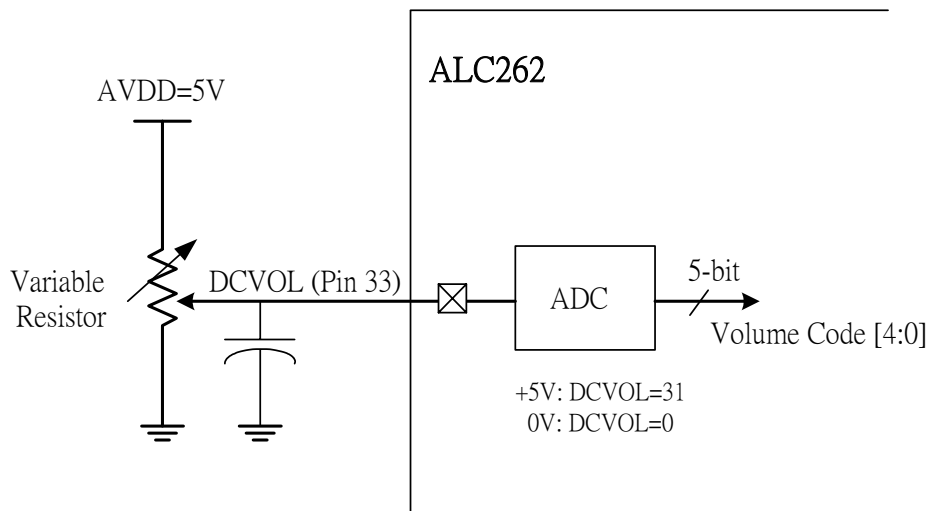 ALC262
AVDD=5V
Variable
Resistor
DCVOL (Pin 33)
ADC
5-bit
Volume Code [4:0]
+5V: DCVOL=31
0V: DCVOL=0